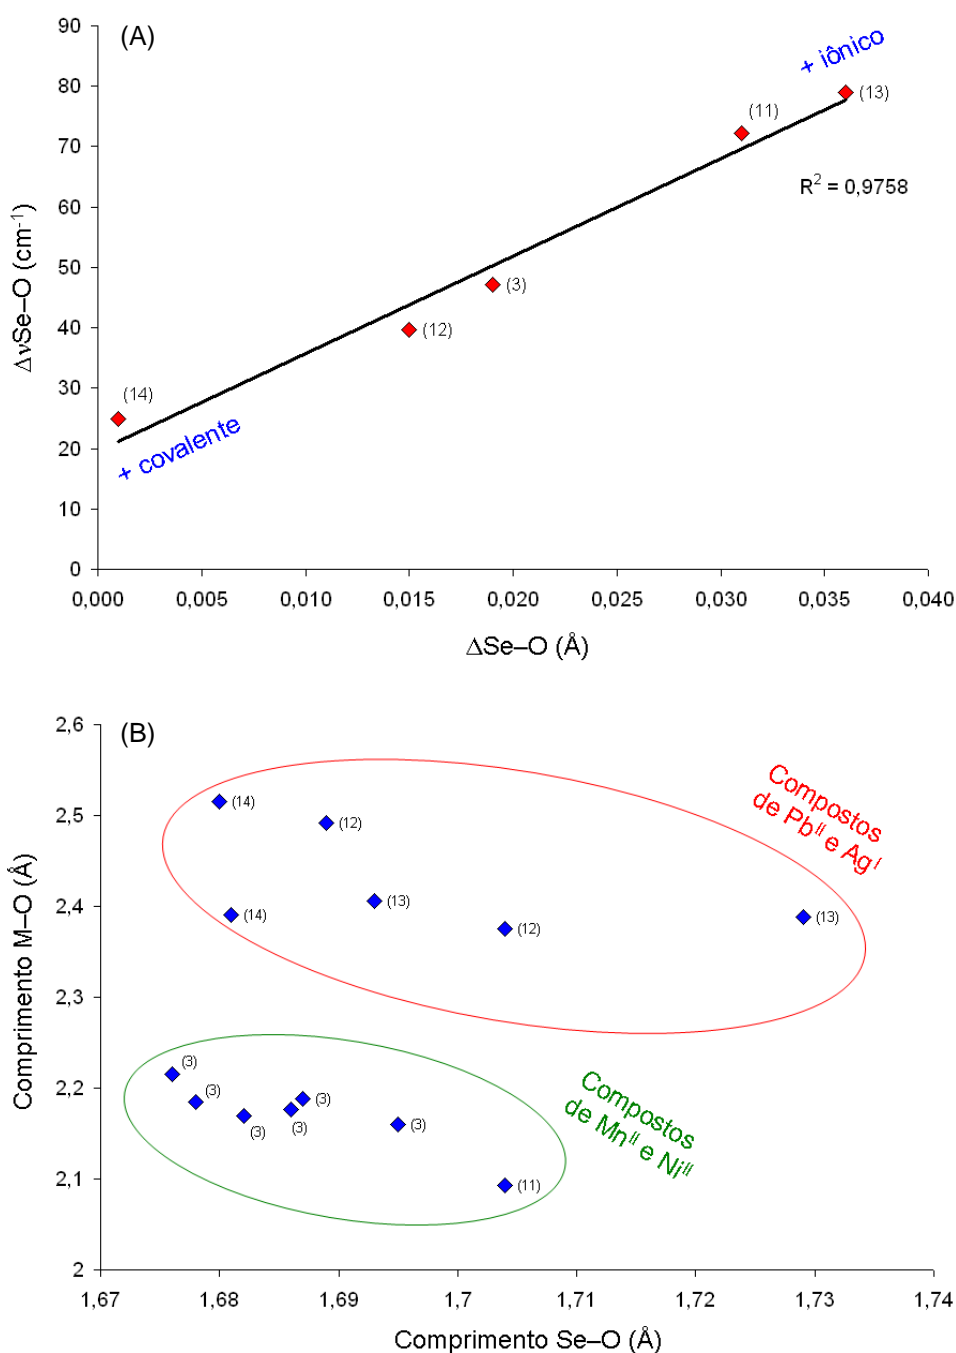 (A)
90
80
70
60
50
40
30
20
10
0
ΔνSe–O (cm-1)
+ iônico
(13)
(11)
R2 = 0,9758
(3)
(12)
(14)
+ covalente
0,000 0,005 0,010 0,015 0,020 0,025 0,030 0,035 0,040
ΔSe–O (Å)
(B)
2,6
2,5
2,4
2,3
2,2
2,1
2
Comprimento M–O (Å)
Compostos
de PbII e AgI
(14)
(12)
(13)
(14)
(12)
(13)
Compostos
de MnII e NiII
(3)
(3)
(3)
(3)
(3)
(3)
(11)
1,67 1,68 1,69 1,7 1,71 1,72 1,73 1,74
Comprimento Se–O (Å)